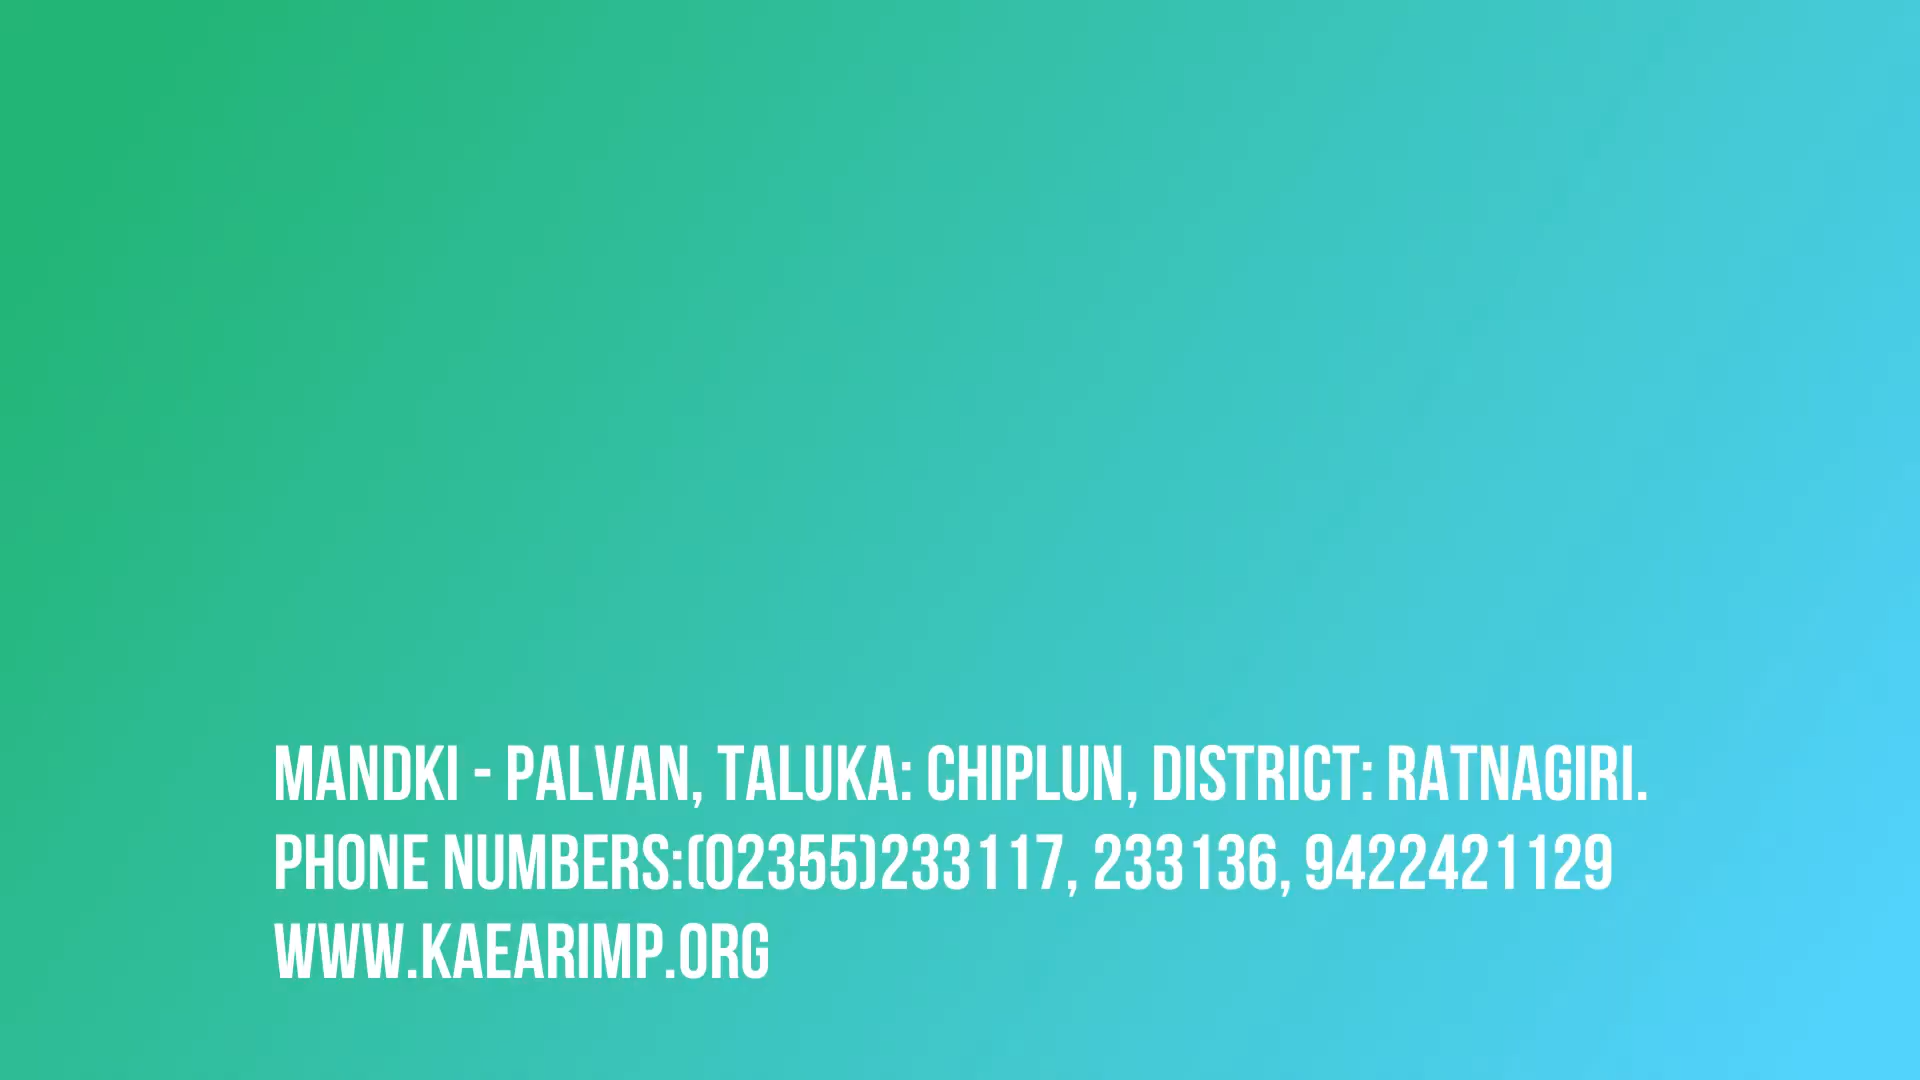 MANDKI - PALVAN, TALUKA: CHIPLUN, DISTRICT: RATNAGIRI.
PHONE NUMBERS:(02355)233117, 233136, 9422421129
WWW.KAEARIMP.ORG